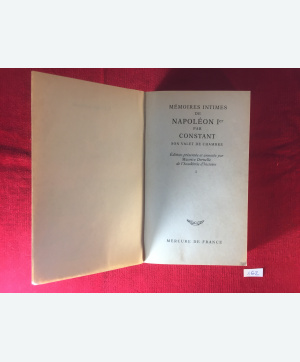 MÉMOIRES INTIMES
DE
NAPOLÉON Iᵉʳ
PAR
CONSTANT
SON VALET DE CHAMBRE
Édition présentée et annotée par
Maurice Dernelle
de l'Académie d'histoire
MERCURE DE FRANCE